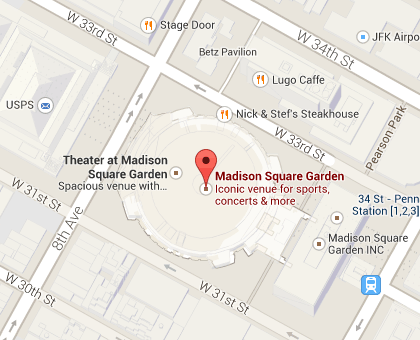 W 33rd St
Stage Door
W 34th St
JFK Airpo
Betz Pavilion
Lugo Caffe
USPS
Nick & Stef's Steakhouse
W 33rd St
Pearson Park
Theater at Madison
Square Garden
Spacious venue with...
Madison Square Garden
Iconic venue for sports,
concerts & more
W 31st St
8th Ave
34 St - Penn
Station [1,2,3]
Madison Square
Garden INC
W 30th St
W 31st St